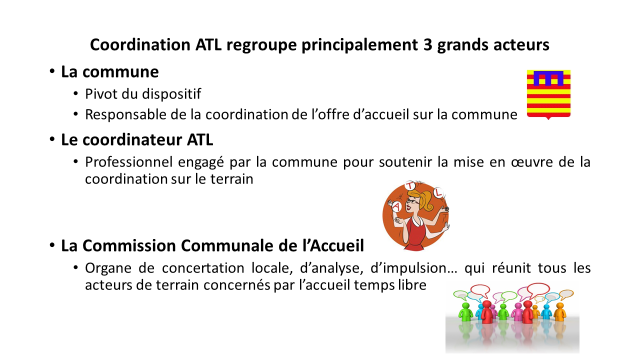 Coordination ATL regroupe principalement 3 grands acteurs
• La commune
• Pivot du dispositif
• Responsable de la coordination de l'offre d'accueil sur la commune
• Le coordinateur ATL
• Professionnel engagé par la commune pour soutenir la mise en œuvre de la
coordination sur le terrain
A T L
• La Commission Communale de l'Accueil
• Organe de concertation locale, d'analyse, d'impulsion… qui réunit tous les
acteurs de terrain concernés par l'accueil temps libre